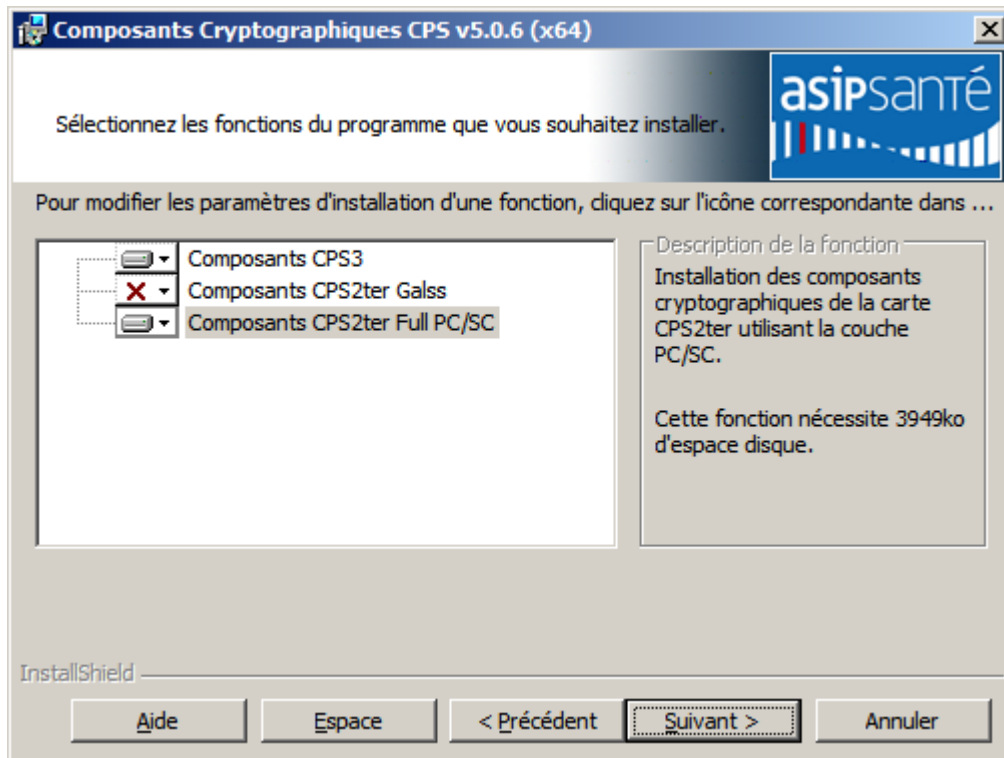 Composants Cryptographiques CPS v5.0.6 (x64)
asipsanté
Sélectionnez les fonctions du programme que vous souhaitez installer.
Pour modifier les paramètres d'installation d'une fonction, cliquez sur l'icône correspondante dans ...
Composants CPS3
Composants CPS2ter Galss
Composants CPS2ter Full PC/SC
Description de la fonction
Installation des composants
cryptographiques de la carte
CPS2ter utilisant la couche
PC/SC.
Cette fonction nécessite 3949ko
d'espace disque.
InstallShield
Aide
Espace
< Précédent
Suivant >
Annuler